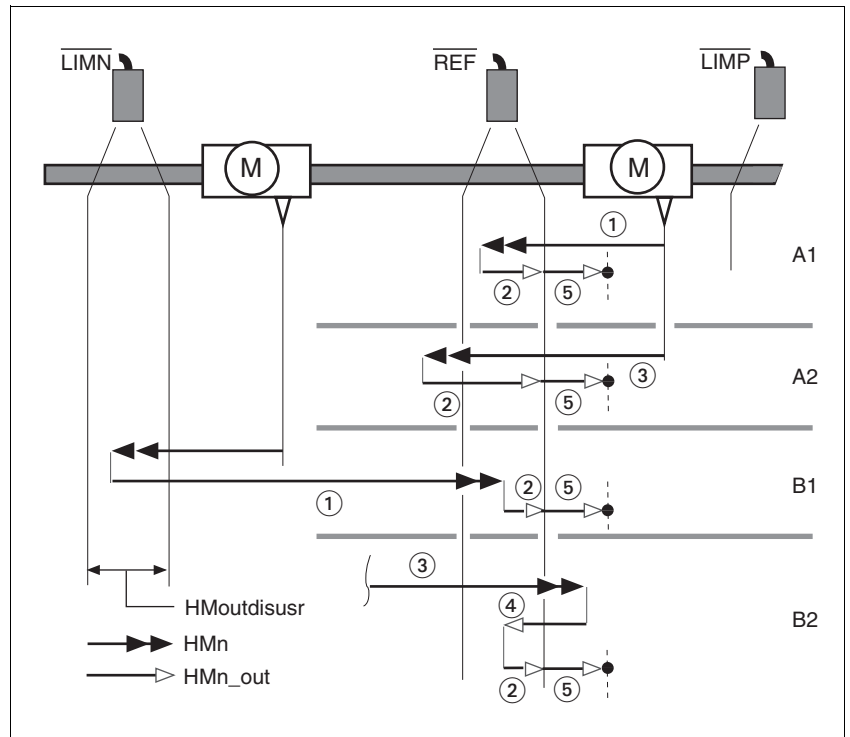 LIMN REF LIMP
M M
1
A1
2 5
3
A2
2 5
2 5
B1
1
3
HMoutdisusr
4
B2
HMn
HMn_out
2 5